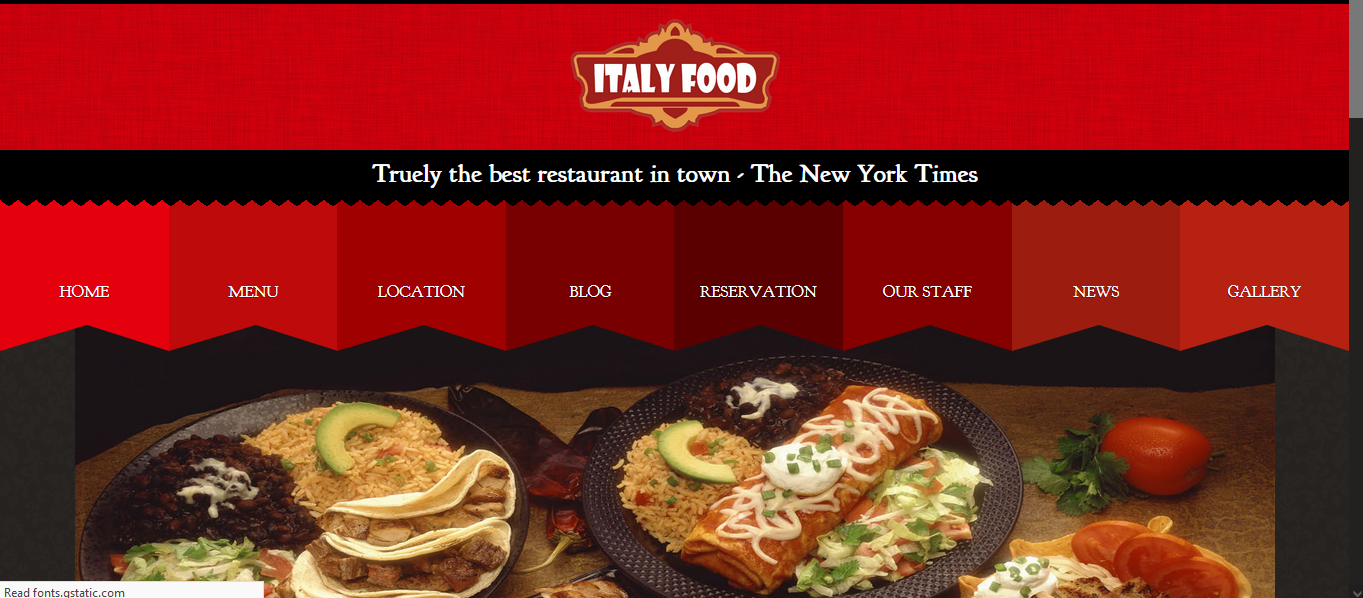 ITALY FOOD
Truely the best restaurant in town - The New York Times
HOME MENU LOCATION BLOG RESERVATION OUR STAFF NEWS GALLERY
Read fonts.gstatic.com